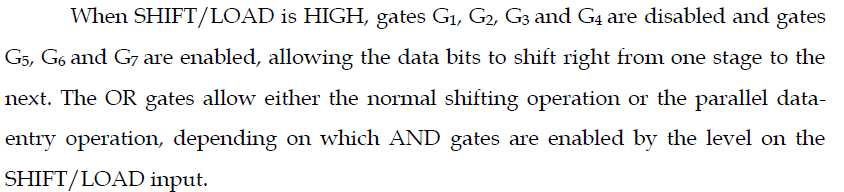 When SHIFT/LOAD is HIGH, gates G₁, G₂, G₃ and G₄ are disabled and gates
G₅, G₆ and G₇ are enabled, allowing the data bits to shift right from one stage to the
next. The OR gates allow either the normal shifting operation or the parallel data-
entry operation, depending on which AND gates are enabled by the level on the
SHIFT/LOAD input.